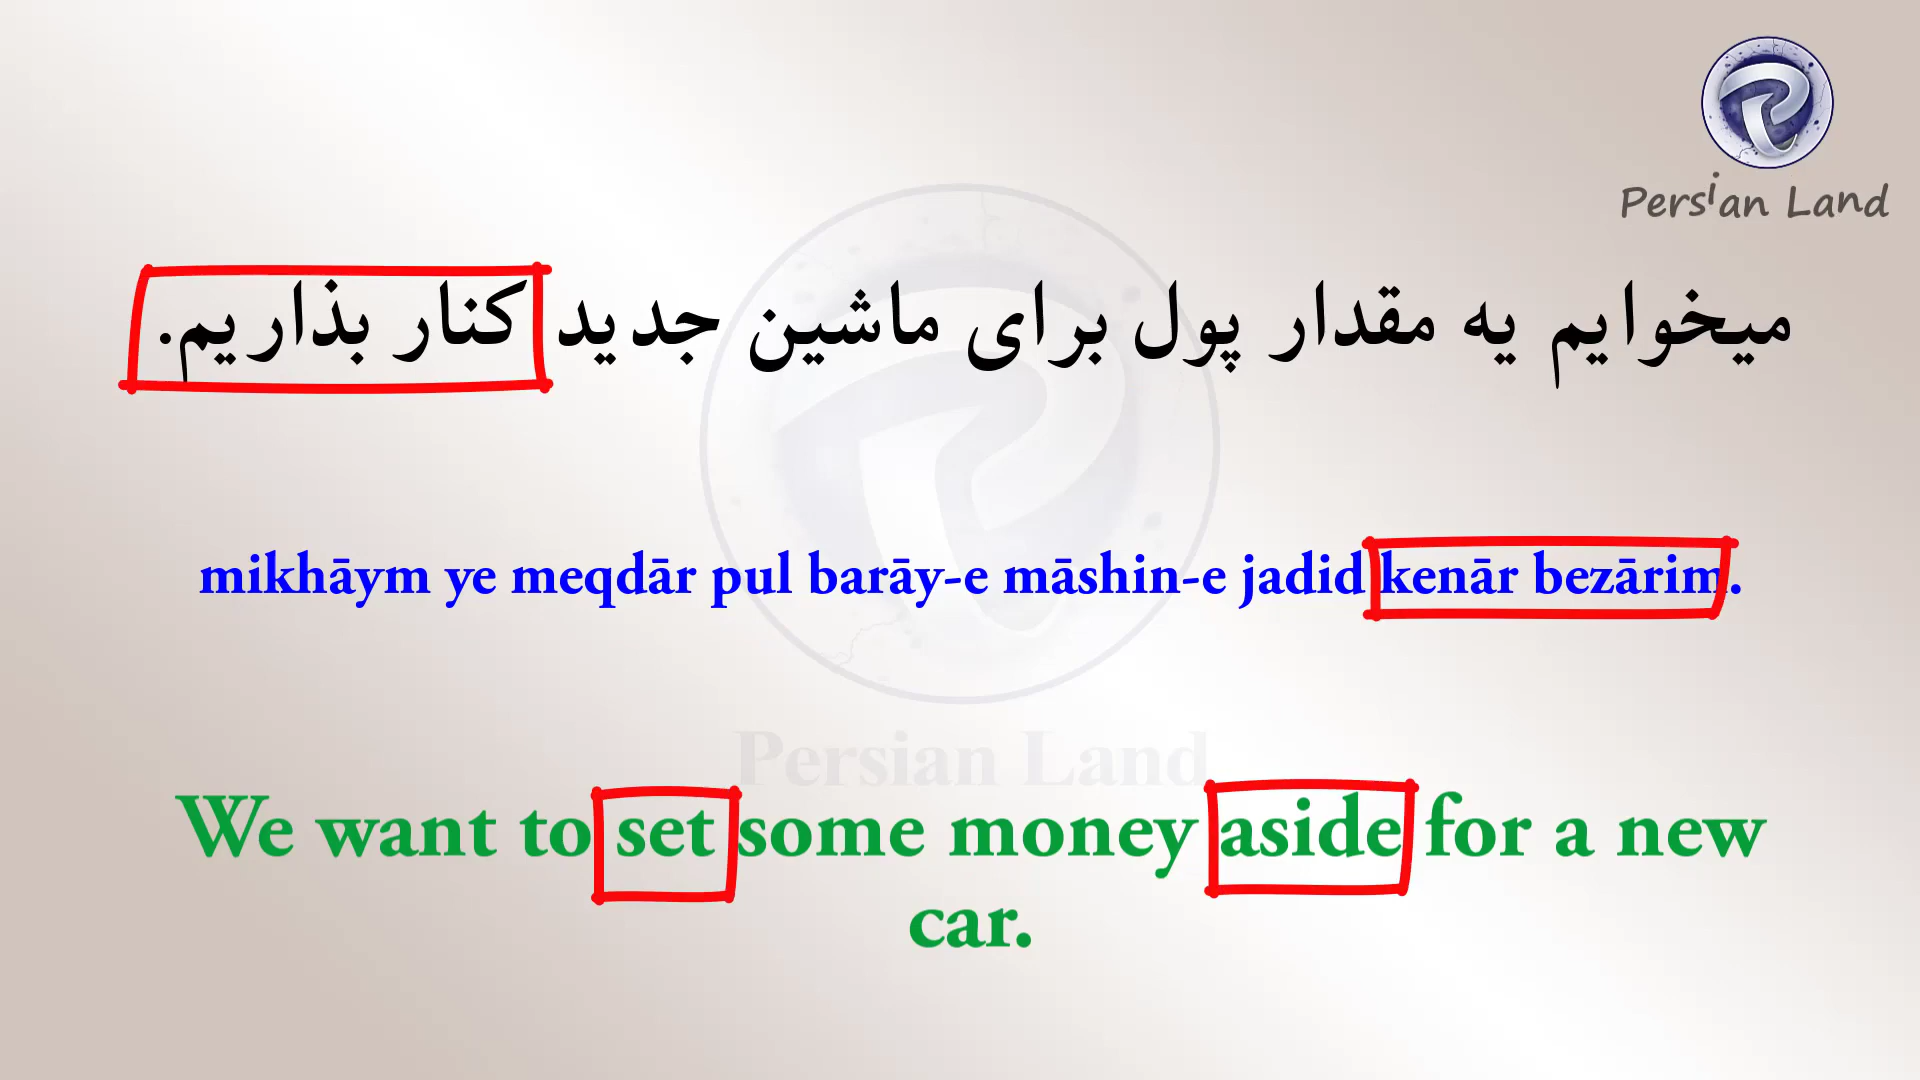 Persian Land
میخوایم یه مقدار پول برای ماشین جدید کنار بذاریم.
mikhāym ye meqdār pul barāy-e māshin-e jadid kenār bezārim.
Persian Land
We want to set some money aside for a new
car.